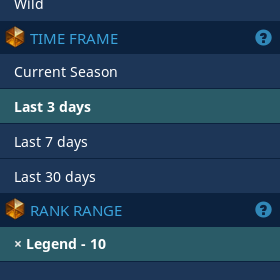 Wild
TIME FRAME ?
Current Season
Last 3 days
Last 7 days
Last 30 days
RANK RANGE ?
× Legend - 10